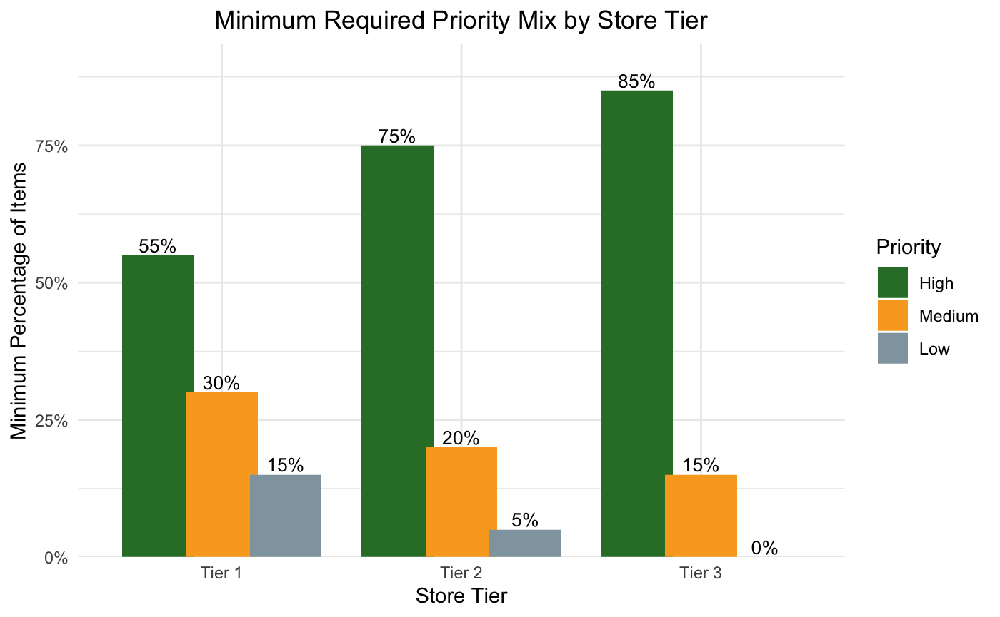 Minimum Required Priority Mix by Store Tier
Minimum Percentage of Items
75%
50%
25%
0%
55%
30%
15%
75%
20%
5%
85%
15%
0%
Tier 1
Tier 2
Tier 3
Store Tier
Priority
High
Medium
Low